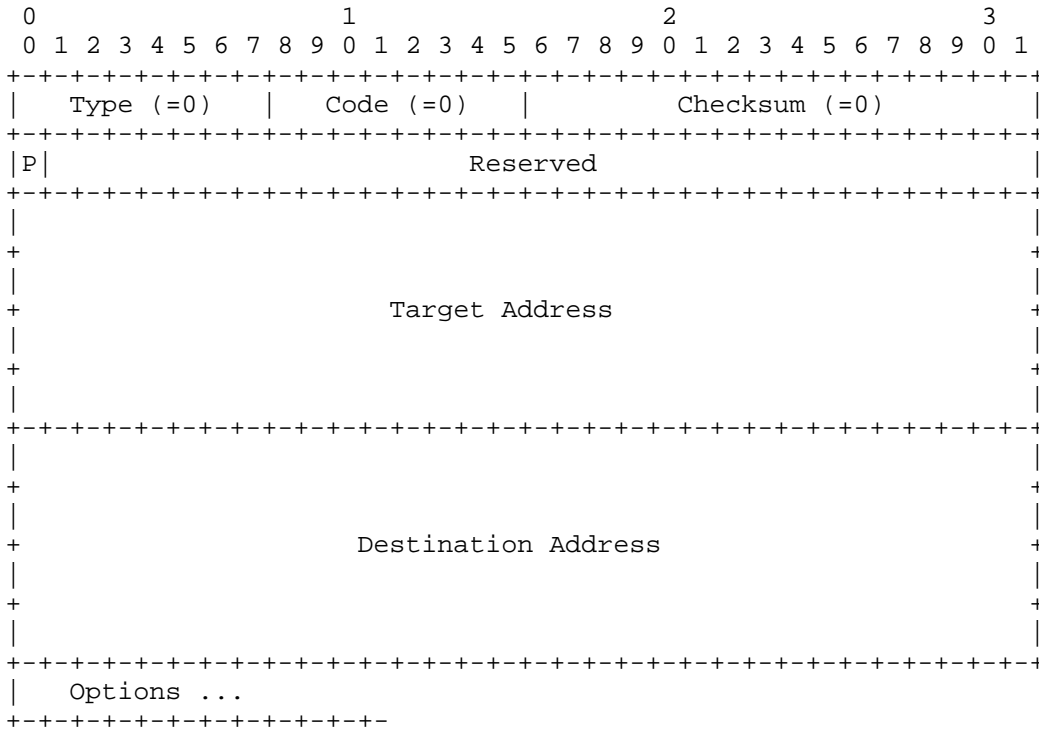 0                   1                   2                   3
 0 1 2 3 4 5 6 7 8 9 0 1 2 3 4 5 6 7 8 9 0 1 2 3 4 5 6 7 8 9 0 1
+-+-+-+-+-+-+-+-+-+-+-+-+-+-+-+-+-+-+-+-+-+-+-+-+-+-+-+-+-+-+-+-+
|   Type (=0)   |   Code (=0)   |         Checksum (=0)         |
+-+-+-+-+-+-+-+-+-+-+-+-+-+-+-+-+-+-+-+-+-+-+-+-+-+-+-+-+-+-+-+-+
|P|                          Reserved                           |
+-+-+-+-+-+-+-+-+-+-+-+-+-+-+-+-+-+-+-+-+-+-+-+-+-+-+-+-+-+-+-+-+
|                                                               |
+                                                               +
|                                                               |
+                       Target Address                          +
|                                                               |
+                                                               +
|                                                               |
+-+-+-+-+-+-+-+-+-+-+-+-+-+-+-+-+-+-+-+-+-+-+-+-+-+-+-+-+-+-+-+-+
|                                                               |
+                                                               +
|                                                               |
+                     Destination Address                       +
|                                                               |
+                                                               +
|                                                               |
+-+-+-+-+-+-+-+-+-+-+-+-+-+-+-+-+-+-+-+-+-+-+-+-+-+-+-+-+-+-+-+-+
|   Options ...
+-+-+-+-+-+-+-+-+-+-+-+-